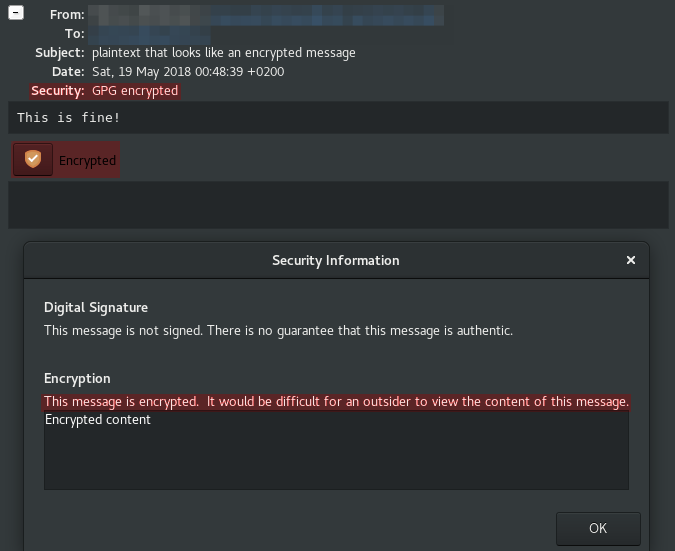 From:
To:
Subject: plaintext that looks like an encrypted message
Date: Sat, 19 May 2018 00:48:39 +0200
Security: GPG encrypted
This is fine!
Encrypted
Security Information
Digital Signature
This message is not signed. There is no guarantee that this message is authentic.
Encryption
This message is encrypted.  It would be difficult for an outsider to view the content of this message.
Encrypted content
OK